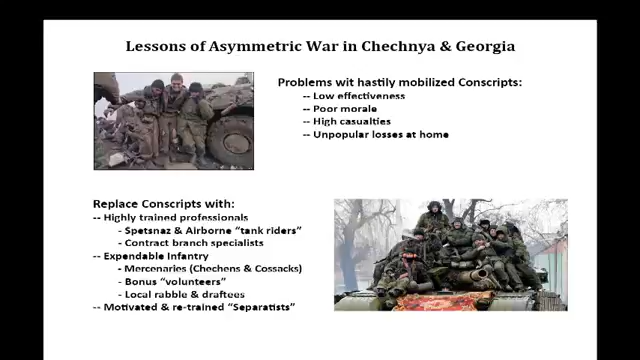 Lessons of Asymmetric War in Chechnya & Georgia
Problems wit hastily mobilized Conscripts:
-- Low effectiveness
-- Poor morale
-- High casualties
-- Unpopular losses at home
Replace Conscripts with:
-- Highly trained professionals
- Spetsnaz & Airborne “tank riders”
- Contract branch specialists
-- Expendable Infantry
- Mercenaries (Chechens & Cossacks)
- Bonus “volunteers”
- Local rabble & draftees
-- Motivated & re-trained “Separatists”